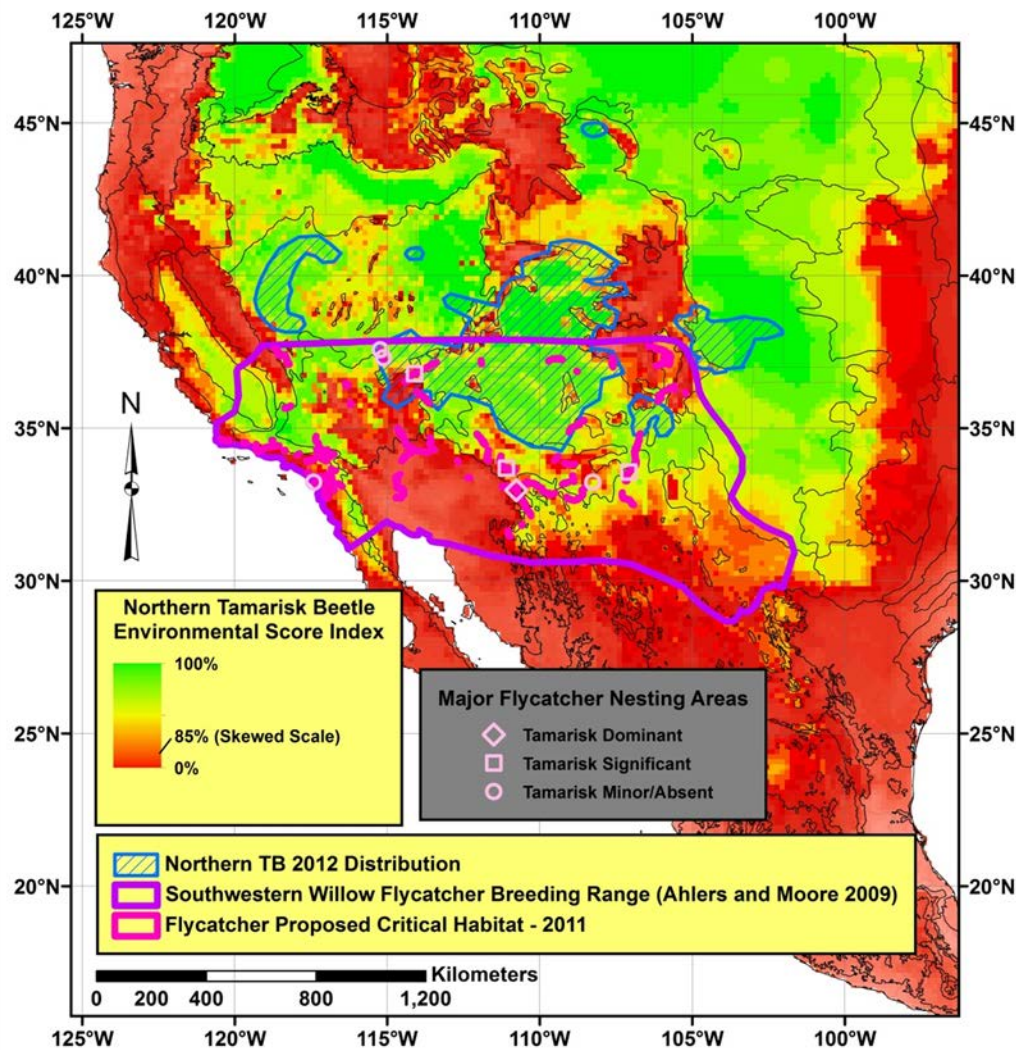 125°W 120°W 115°W 110°W 105°W 100°W
45°N 45°N
40°N 40°N
N
35°N 35°N
30°N 30°N
Northern Tamarisk Beetle
Environmental Score Index
100%
85% (Skewed Scale)
0%
Major Flycatcher Nesting Areas
Tamarisk Dominant
Tamarisk Significant
Tamarisk Minor/Absent
25°N 25°N
Northern TB 2012 Distribution
Southwestern Willow Flycatcher Breeding Range (Ahlers and Moore 2009)
Flycatcher Proposed Critical Habitat - 2011
20°N 20°N
Kilometers
0 200 400 800 1,200
125°W 120°W 115°W 110°W 105°W 100°W